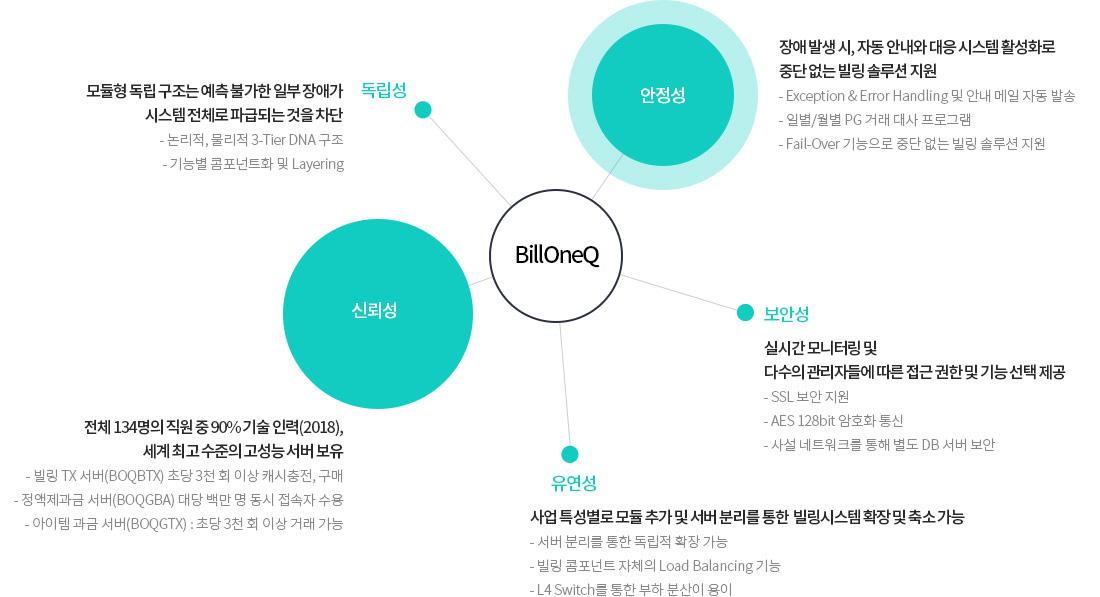 독립성
모듈형 독립 구조는 예측 불가한 일부 장애가
시스템 전체로 파급되는 것을 차단
- 논리적, 물리적 3-Tier DNA 구조
- 기능별 콤포넌트화 및 Layering
안정성
장애 발생 시, 자동 안내와 대응 시스템 활성화로
중단 없는 빌링 솔루션 지원
- Exception & Error Handling 및 안내 메일 자동 발송
- 일별/월별 PG 거래 대사 프로그램
- Fail-Over 기능으로 중단 없는 빌링 솔루션 지원
BillOneQ
신뢰성
전체 134명의 직원 중 90% 기술 인력(2018),
세계 최고 수준의 고성능 서버 보유
- 빌링 TX 서버(BOQBTX) 초당 3천 회 이상 캐시충전, 구매
- 정액제과금 서버(BOQGBA) 대당 백만 명 동시 접속자 수용
- 아이템 과금 서버(BOQGTX) : 초당 3천 회 이상 거래 가능
보안성
실시간 모니터링 및
다수의 관리자들에 따른 접근 권한 및 기능 선택 제공
- SSL 보안 지원
- AES 128bit 암호화 통신
- 사설 네트워크를 통해 별도 DB 서버 보안
유연성
사업 특성별로 모듈 추가 및 서버 분리를 통한 빌링시스템 확장 및 축소 가능
- 서버 분리를 통한 독립적 확장 가능
- 빌링 콤포넌트 자체의 Load Balancing 기능
- L4 Switch를 통한 부하 분산이 용이